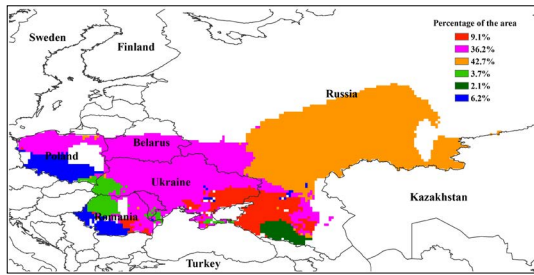 Percentage of the area
9.1%
36.2%
42.7%
3.7%
2.1%
6.2%
Sweden
Finland
Russia
Belarus
Poland
Ukraine
Kazakhstan
Romania
Turkey